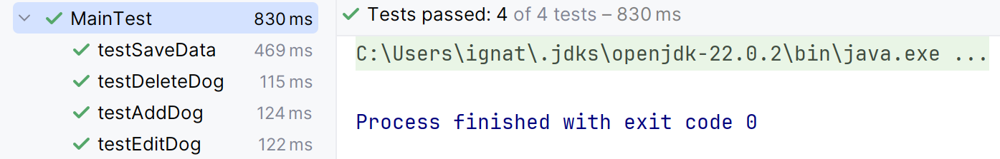 MainTest 830 ms
testSaveData 469 ms
testDeleteDog 115 ms
testAddDog 124 ms
testEditDog 122 ms
Tests passed: 4 of 4 tests – 830 ms
C:\Users\ignat\.jdks\openjdk-22.0.2\bin\java.exe ...
Process finished with exit code 0